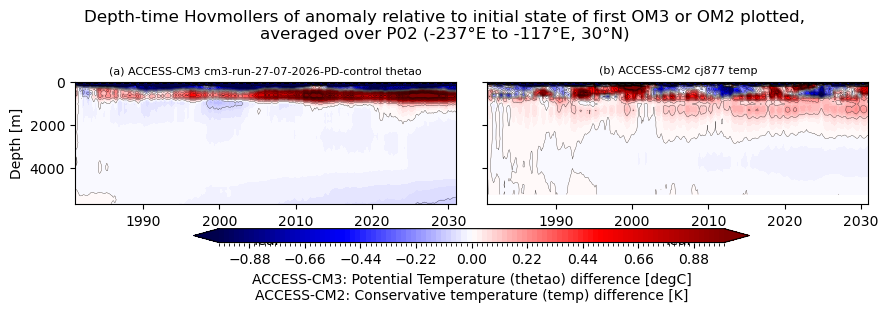 Depth-time Hovmollers of anomaly relative to initial state of first OM3 or OM2 plotted,
averaged over P02 (-237°E to -117°E, 30°N)
(a) ACCESS-CM3 cm3-run-27-07-2026-PD-control thetao
(b) ACCESS-CM2 cj877 temp
Depth [m]
0
2000
4000
1990 2000 2010 2020 2030
1990 2000 2010 2020 2030
−0.88 −0.66 −0.44 −0.22 0.00 0.22 0.44 0.66 0.88
ACCESS-CM3: Potential Temperature (thetao) difference [degC]
ACCESS-CM2: Conservative temperature (temp) difference [K]